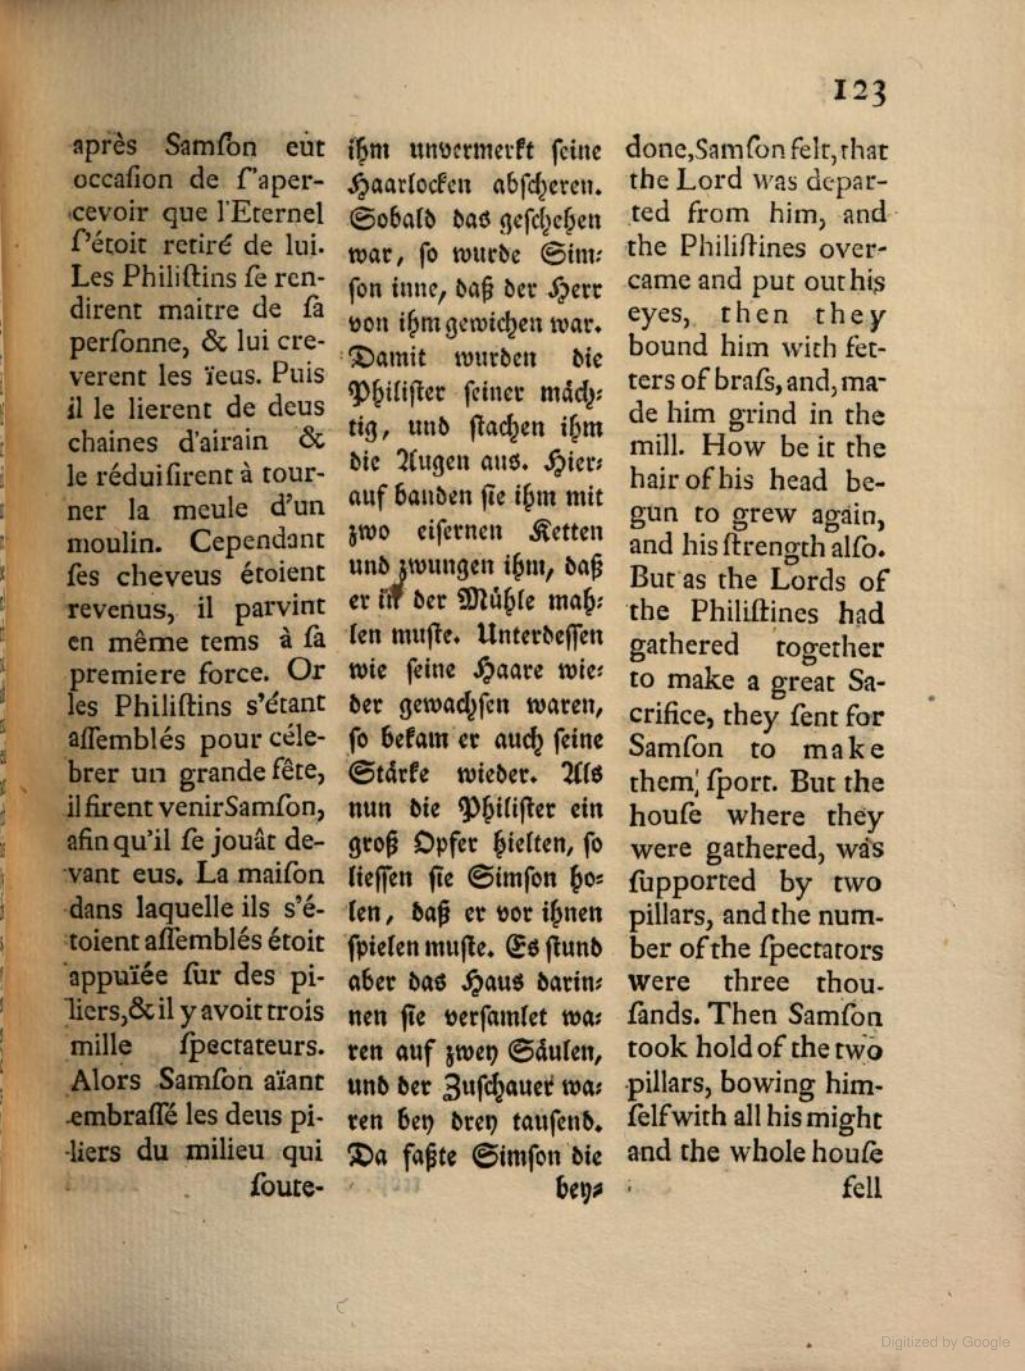 123
après Samſon eût
occaſion de ſ'aper-
cevoir que l'Eternel
ſ'étoit retiré de lui.
Les Philiſtins ſe ren-
dirent maitre de ſa
perſonne, & lui cre-
verent les ïeus. Puis
il le lierent de deus
chaines d'airain &
le réduiſirent à tour-
ner la meule d'un
moulin. Cependant
ſes cheveus étoient
revenus, il parvint
en même tems à ſa
premiere force. Or
les Philiſtins s'étant
aſſemblés pour céle-
brer un grande fête,
il firent venir Samſon,
afin qu'il ſe jouât de-
vant eus. La maiſon
dans laquelle ils s'é-
toient aſſemblés étoit
appuïée ſur des pi-
liers, & il y avoit trois
mille ſpectateurs.
Alors Samſon aïant
embraſſé les deus pi-
liers du milieu qui
ſoute-
ihm unvermerkt ſeine
Haarlocken abſcheren.
Sobald das geſchehen
war, ſo wurde Sim-
ſon inne, daß der Herr
von ihm gewichen war.
Damit wurden die
Philiſter ſeiner mäch-
tig, und ſtachen ihm
die Augen aus. Hier-
auf banden ſie ihm mit
zwo eiſernen Ketten
und zwungen ihm, daß
er in der Mühle mah-
len muſte. Unterdeſſen
wie ſeine Haare wie-
der gewachſen waren,
ſo bekam er auch ſeine
Stärke wieder. Als
nun die Philiſter ein
groß Opfer hielten, ſo
lieſſen ſie Simſon ho-
len, daß er vor ihnen
ſpielen muſte. Es ſtund
aber das Haus darin-
nen ſie verſamlet wa-
ren auf zwey Säulen,
und der Zuſchauer wa-
ren bey drey tauſend.
Da faßte Simſon die
bey-
done, Samſon felt, that
the Lord was depar-
ted from him, and
the Philiſtines over-
came and put out his
eyes, then they
bound him with fet-
ters of braſs, and, ma-
de him grind in the
mill. How be it the
hair of his head be-
gun to grew again,
and his ſtrength alſo.
But as the Lords of
the Philiſtines had
gathered together
to make a great Sa-
crifice, they ſent for
Samſon to make
them, ſport. But the
houſe where they
were gathered, was
ſupported by two
pillars, and the num-
ber of the ſpectators
were three thou-
ſands. Then Samſon
took hold of the two
pillars, bowing him-
ſelf with all his might
and the whole houſe
fell
Digitized by Google